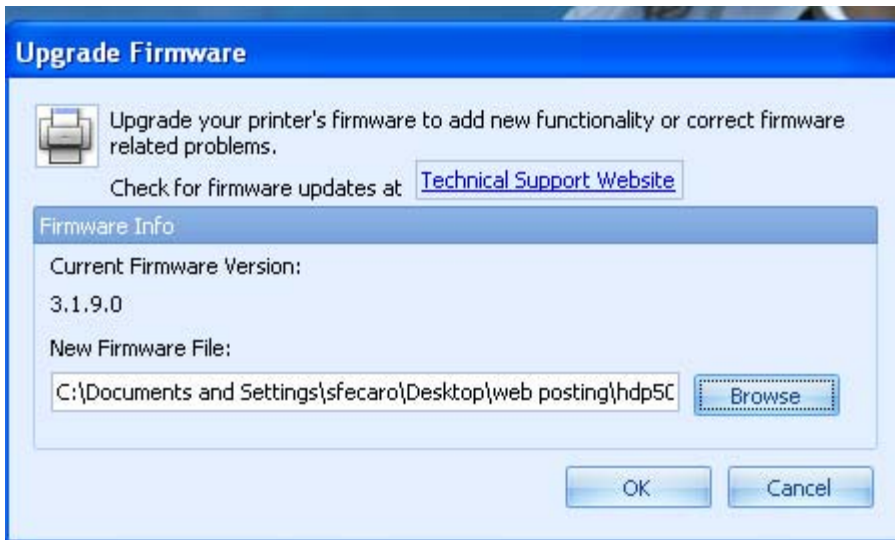 Upgrade Firmware
Upgrade your printer's firmware to add new functionality or correct firmware
related problems.
Check for firmware updates at Technical Support Website
Firmware Info
Current Firmware Version:
3.1.9.0
New Firmware File:
C:\Documents and Settings\sfecaro\Desktop\web posting\hdp50 Browse
OK Cancel